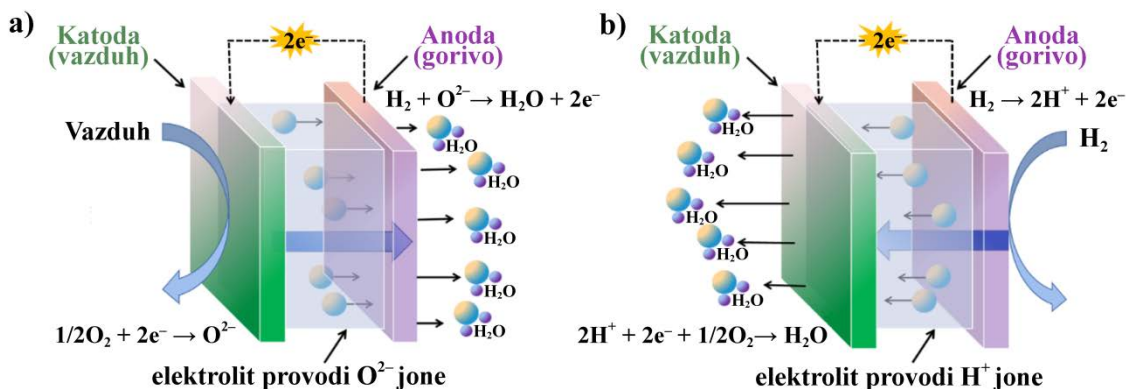 a)
2e⁻
Katoda
(vazduh)
Anoda
(gorivo)
H₂ + O²⁻→ H₂O + 2e⁻
Vazduh
H₂O
H₂O
H₂O
H₂O
H₂O
1/2O₂ + 2e⁻ → O²⁻
elektrolit provodi O²⁻ jone
b)
2e⁻
Katoda
(vazduh)
Anoda
(gorivo)
H₂ → 2H⁺ + 2e⁻
H₂
H₂O
H₂O
H₂O
H₂O
H₂O
2H⁺ + 2e⁻ + 1/2O₂→ H₂O
elektrolit provodi H⁺ jone